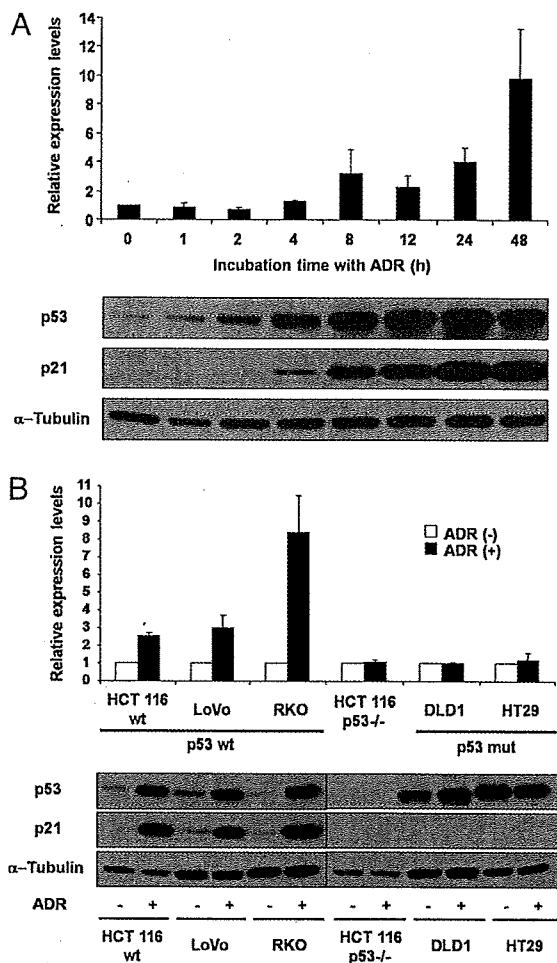 A
Relative expression levels
14
12
10
8
6
4
2
0
0 1 2 4 8 12 24 48
Incubation time with ADR (h)
p53
p21
α–Tubulin
B
Relative expression levels
11
10
9
8
7
6
5
4
3
2
1
ADR (-)
ADR (+)
HCT 116 wt LoVo RKO HCT 116 p53-/- DLD1 HT29
p53 wt p53 mut
p53
p21
α–Tubulin
ADR - + - + - + - + - + - +
HCT 116 wt LoVo RKO HCT 116 p53-/- DLD1 HT29